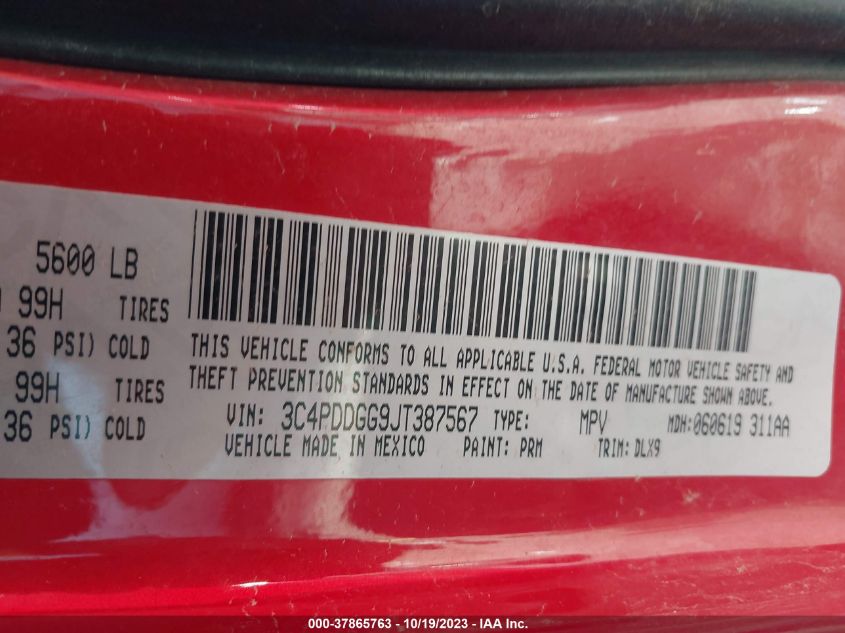 5600 LB
99H TIRES
36 PSI) COLD
99H TIRES
36 PSI) COLD
THIS VEHICLE CONFORMS TO ALL APPLICABLE U.S.A. FEDERAL MOTOR VEHICLE SAFETY AND
THEFT PREVENTION STANDARDS IN EFFECT ON THE DATE OF MANUFACTURE SHOWN ABOVE.
VIN: 3C4PDDGG9JT387567 TYPE: MPV MDH:060619 311AA
VEHICLE MADE IN MEXICO PAINT: PRM TRIM: DLX9
000-37865763 - 10/19/2023 - IAA Inc.